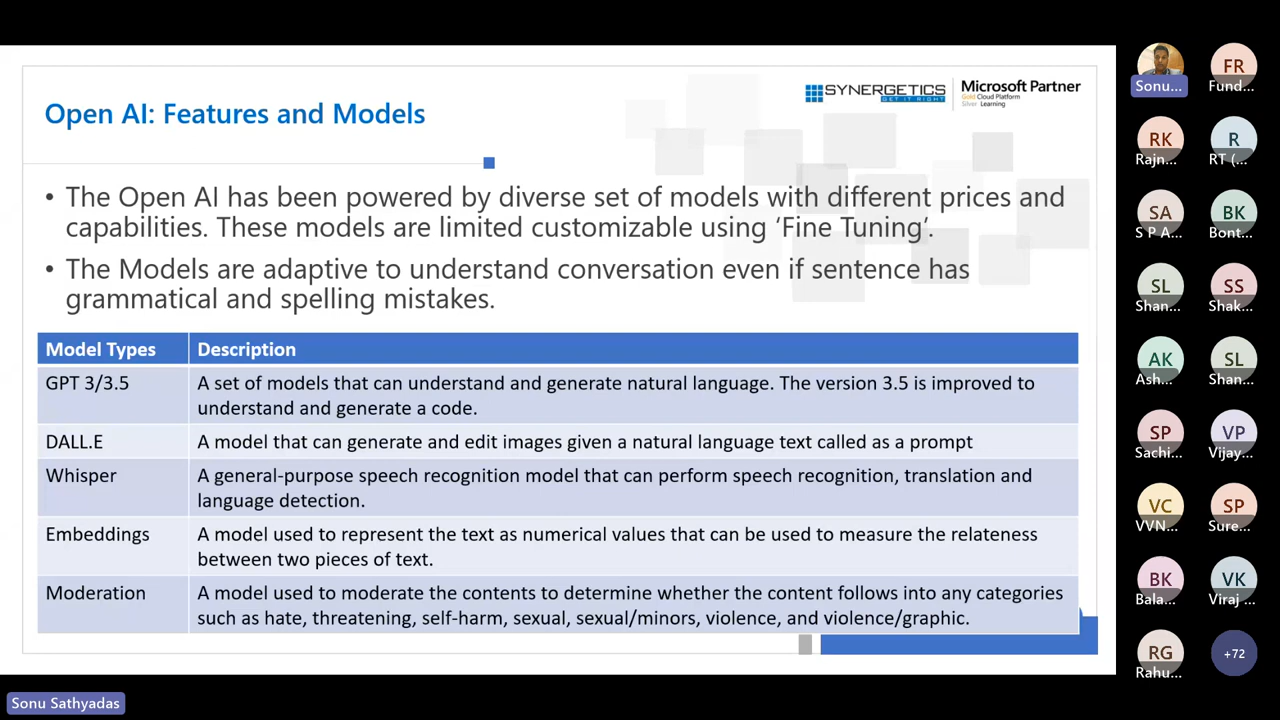 SYNERGETICS
GET IT RIGHT
Microsoft Partner
Gold Cloud Platform
Silver Learning
Open AI: Features and Models
• The Open AI has been powered by diverse set of models with different prices and
capabilities. These models are limited customizable using ‘Fine Tuning’.
• The Models are adaptive to understand conversation even if sentence has
grammatical and spelling mistakes.
Model Types Description
GPT 3/3.5 A set of models that can understand and generate natural language. The version 3.5 is improved to
understand and generate a code.
DALL.E A model that can generate and edit images given a natural language text called as a prompt
Whisper A general-purpose speech recognition model that can perform speech recognition, translation and
language detection.
Embeddings A model used to represent the text as numerical values that can be used to measure the relateness
between two pieces of text.
Moderation A model used to moderate the contents to determine whether the content follows into any categories
such as hate, threatening, self-harm, sexual, sexual/minors, violence, and violence/graphic.
Sonu Sathyadas
Sonu...
FR
Fund...
RK
Rajn...
R
RT (...
SA
S P A...
BK
Bont...
SL
Shan...
SS
Shak...
AK
Ash...
SL
Shan...
SP
Sachi...
VP
Vijay...
VC
VVN...
SP
Sure...
BK
Bala...
VK
Viraj ...
RG
Rahu...
+72